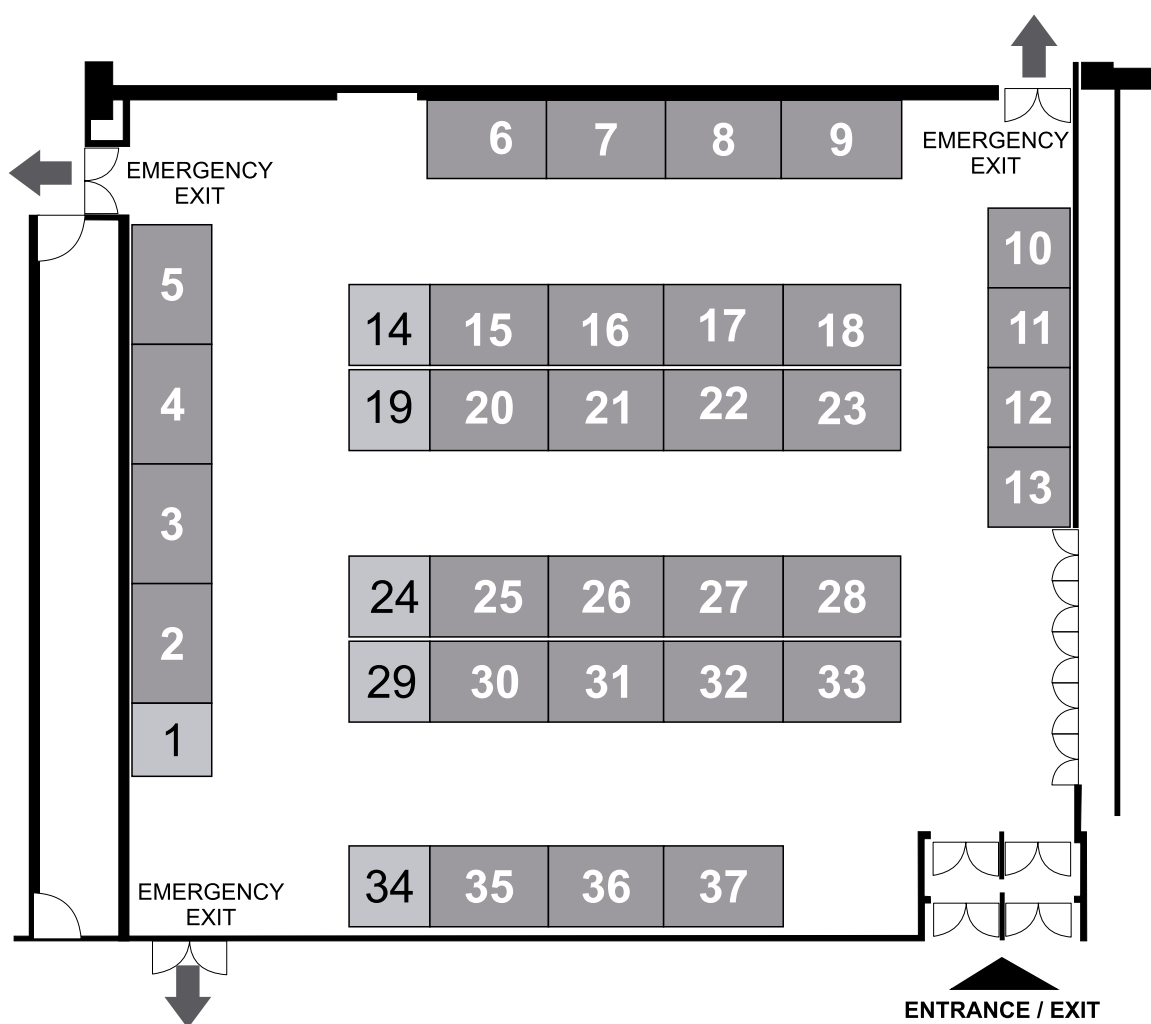 6 7 8 9
EMERGENCY
EXIT
EMERGENCY
EXIT
10
5
11
14 15 16 17 18
4
12
19 20 21 22 23
13
3
24 25 26 27 28
2
29 30 31 32 33
1
34 35 36 37
EMERGENCY
EXIT
ENTRANCE / EXIT